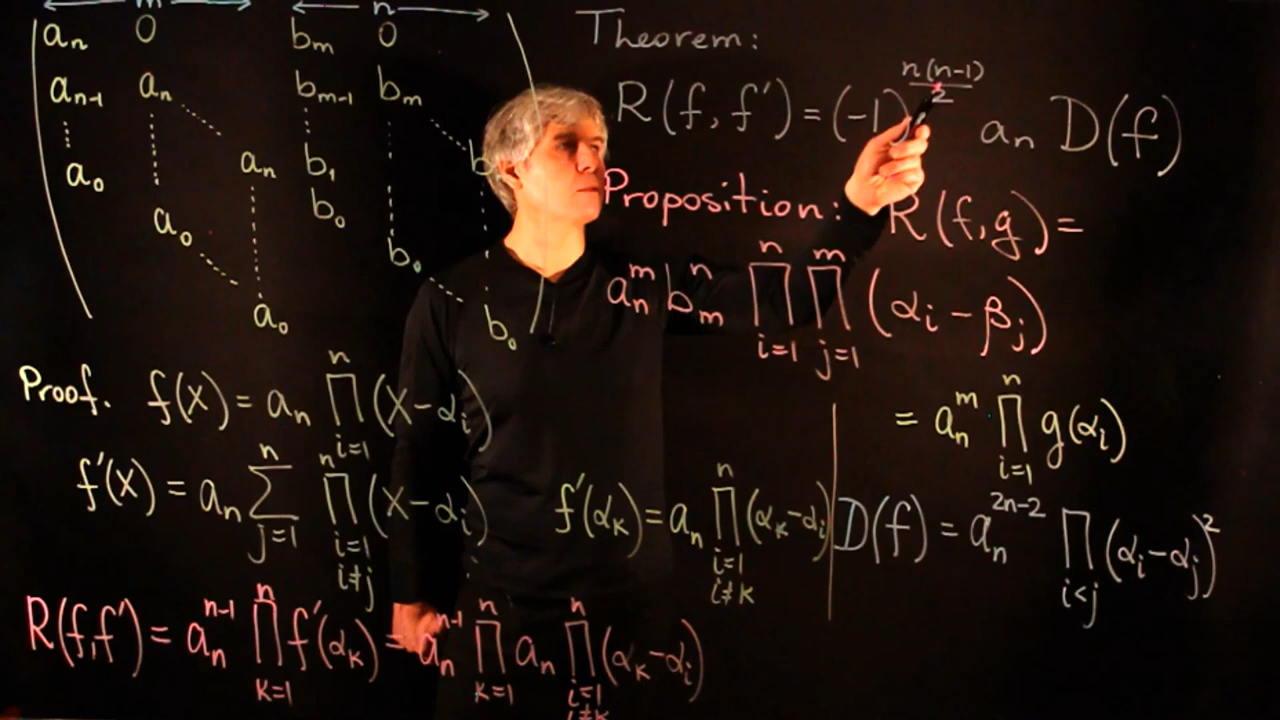 m n
a_n 0 b_m 0
a_{n-1} a_n b_{m-1} b_m
a_n b_1 b
a_0 b_0
a_0 b_0
a_0 b_0
Theorem:
R(f,f') = (-1)^{n(n-1)/2} a_n D(f)
Proposition: R(f,g) =
a_n^m b_m^n ∏_{i=1}^n ∏_{j=1}^m (α_i - β_j)
= a_n^m · ∏_{i=1}^n g(α_i)
D(f) = a_n^{2n-2} ∏_{i<j} (α_i - α_j)^2
Proof. f(x) = a_n ∏_{i=1}^n (x - α_i)
f'(x) = a_n ∑_{j=1}^n ∏_{i=1, i≠j}^n (x - α_i) f'(α_k) = a_n ∏_{i=1, i≠k}^n (α_k - α_i)
R(f,f') = a_n^{n-1} ∏_{k=1}^n f'(α_k) = a_n^{n-1} ∏_{k=1}^n a_n ∏_{i=1, i≠k}^n (α_k - α_i)